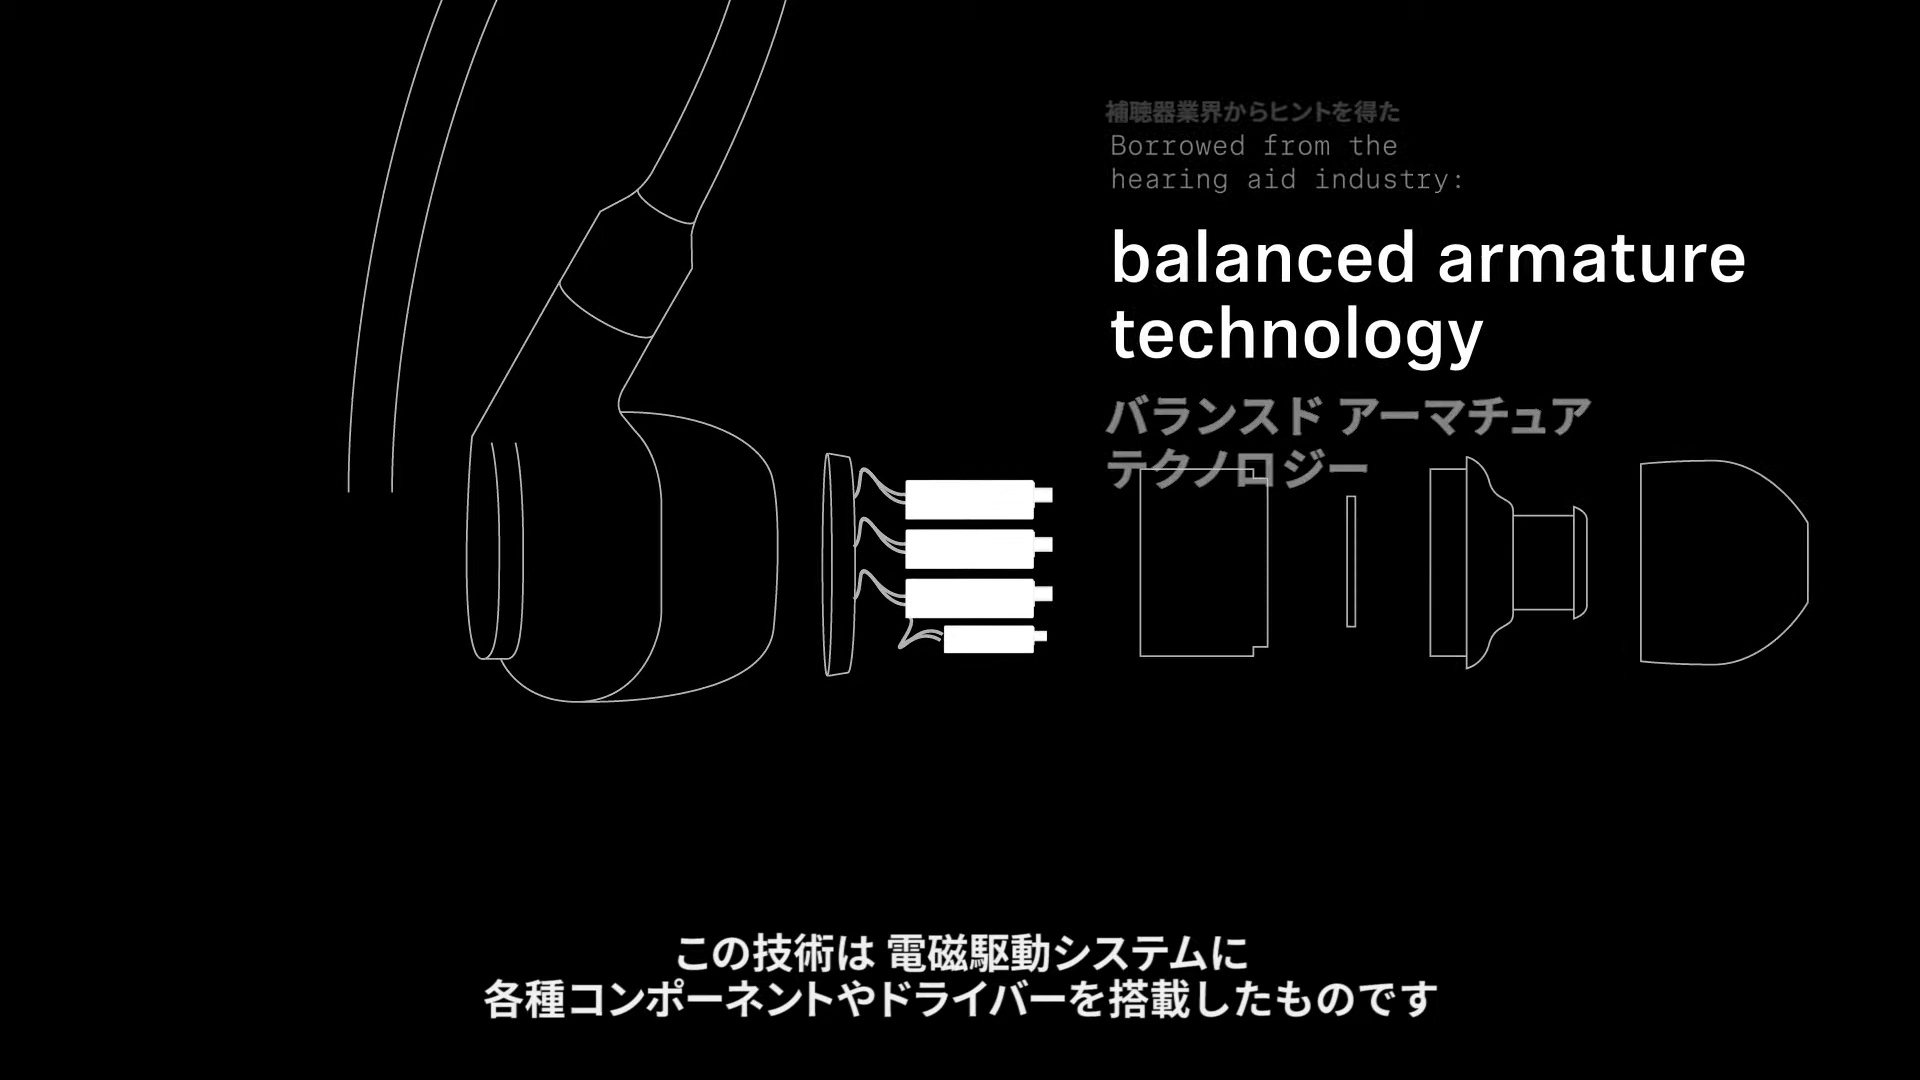 補聴器業界からヒントを得た
Borrowed from the
hearing aid industry:
balanced armature
technology
バランスド アーマチュア
テクノロジー
この技術は 電磁駆動システムに
各種コンポーネントやドライバーを搭載したものです